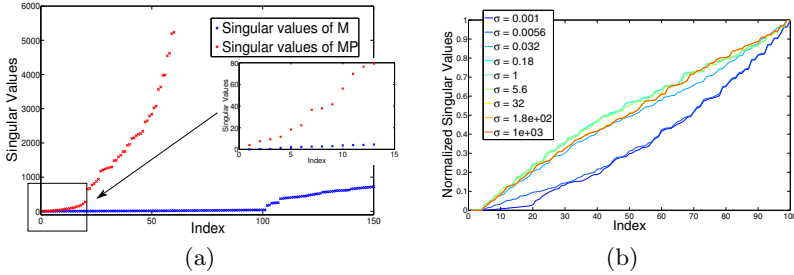 Singular values of M
Singular values of MP
Singular Values
6000
5000
4000
3000
2000
1000
0
0
50
100
150
Index
Singular Values
80
60
40
20
0
0
5
10
15
Index
(a)
σ = 0.001
σ = 0.0056
σ = 0.032
σ = 0.18
σ = 1
σ = 5.6
σ = 32
σ = 1.8e+02
σ = 1e+03
Normalized Singular Values
1
0.9
0.8
0.7
0.6
0.5
0.4
0.3
0.2
0.1
0
0
10
20
30
40
50
60
70
80
90
100
Index
(b)